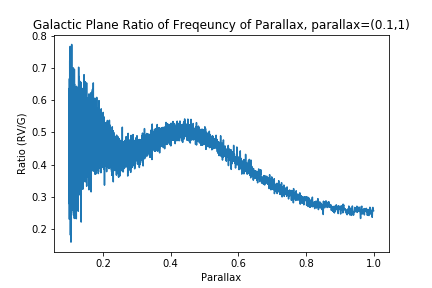 Galactic Plane Ratio of Freqeuncy of Parallax, parallax=(0.1,1)
0.8
0.7
0.6
0.5
0.4
0.3
0.2
Ratio (RV/G)
0.2 0.4 0.6 0.8 1.0
Parallax